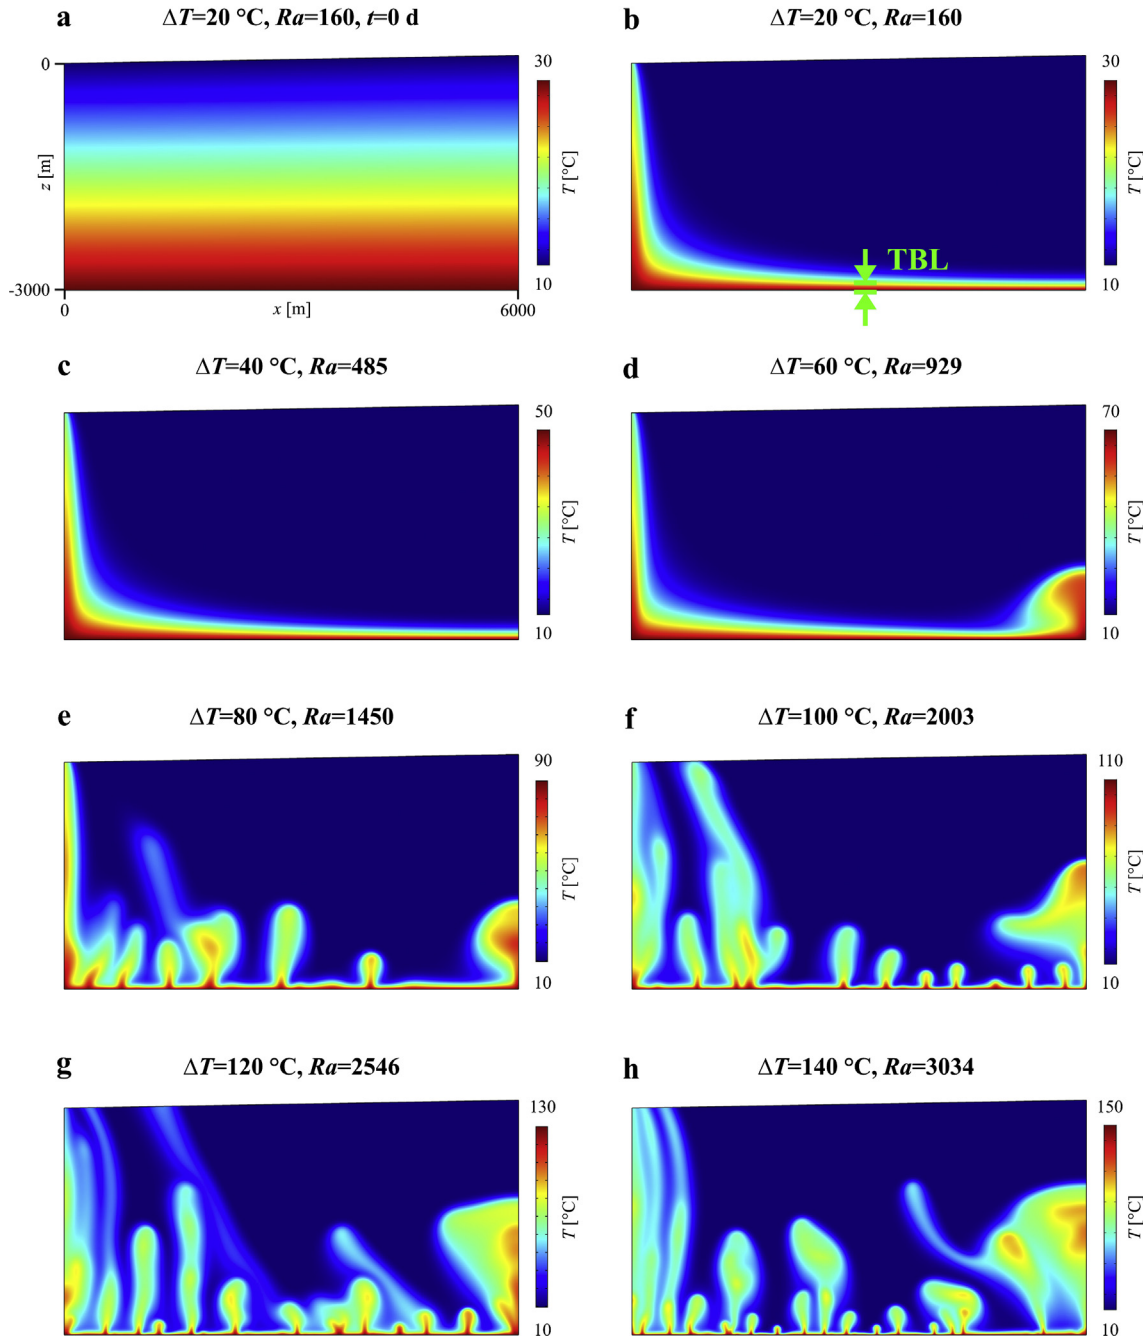 a ΔT=20 °C, Ra=160, t=0 d
0
z [m]
-3000
0 x [m] 6000
30
T [°C]
10
b ΔT=20 °C, Ra=160
TBL
30
T [°C]
10
c ΔT=40 °C, Ra=485
50
T [°C]
10
d ΔT=60 °C, Ra=929
70
T [°C]
10
e ΔT=80 °C, Ra=1450
90
T [°C]
10
f ΔT=100 °C, Ra=2003
110
T [°C]
10
g ΔT=120 °C, Ra=2546
130
T [°C]
10
h ΔT=140 °C, Ra=3034
150
T [°C]
10